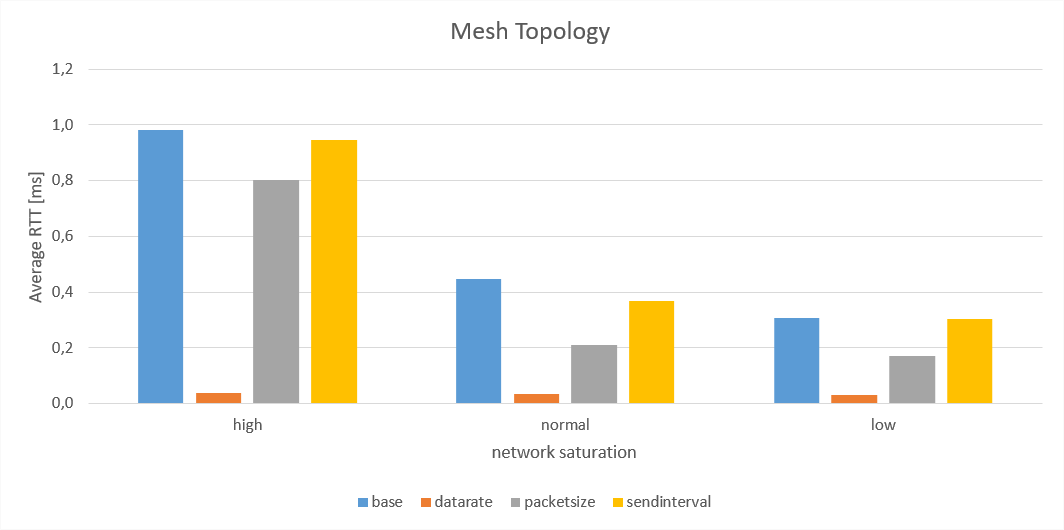 Mesh Topology
1,2
1,0
0,8
0,6
0,4
0,2
0,0
Average RTT [ms]
high normal low
network saturation
base datarate packetsize sendinterval